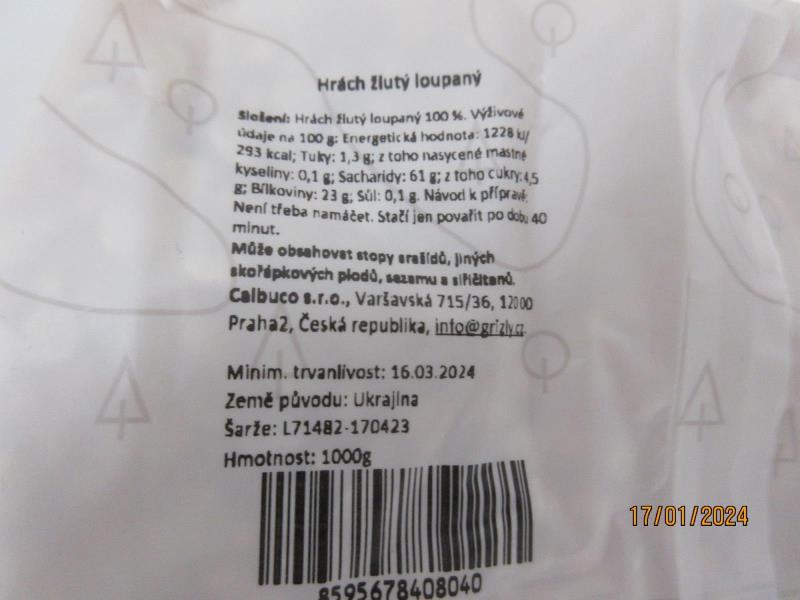 Hrách žlutý loupaný
Složení: Hrách žlutý loupaný 100 %. Výživové
údaje na 100 g: Energetická hodnota: 1228 kJ/
293 kcal; Tuky: 1,3 g; z toho nasycené mastné
kyseliny: 0,1 g; Sacharidy: 61 g; z toho cukry: 4,5
g; Bílkoviny: 23 g; Sůl: 0,1 g. Návod k přípravě:
Není třeba namáčet. Stačí jen povařit po dobu 40
minut.
Může obsahovat stopy arašídů, jiných
skořápkových plodů, sezamu a siřičitanů.
Calbuco s.r.o., Varšavská 715/36, 12000
Praha2, Česká republika, info@grizly.cz
Minim. trvanlivost: 16.03.2024
Země původu: Ukrajina
Šarže: L71482-170423
Hmotnost: 1000g
8595678408040
17/01/2024